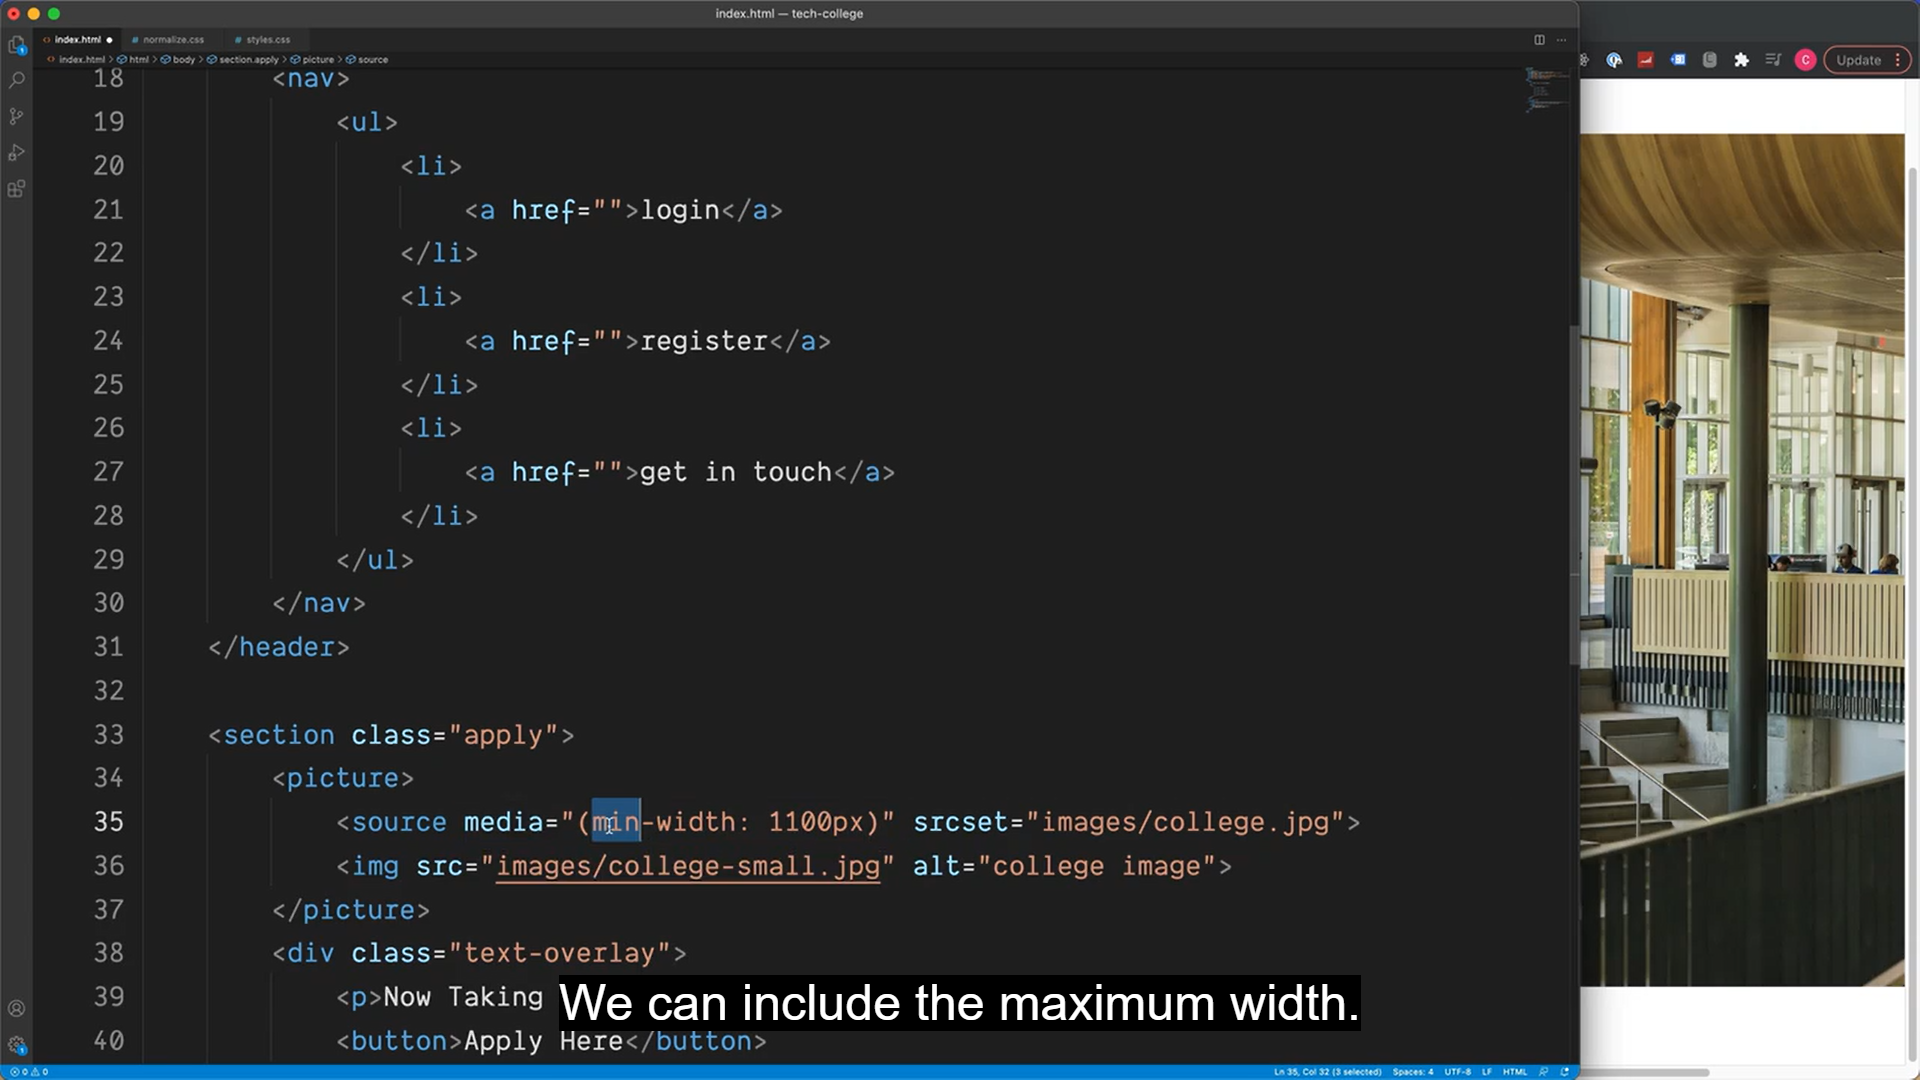 index.html — tech-college
index.html ● normalize.css styles.css
index.html > html > body > section.apply > picture > source
Update
18 <nav>
19 <ul>
20 <li>
21 <a href="">login</a>
22 </li>
23 <li>
24 <a href="">register</a>
25 </li>
26 <li>
27 <a href="">get in touch</a>
28 </li>
29 </ul>
30 </nav>
31 </header>
32
33 <section class="apply">
34 <picture>
35 <source media="(min-width: 1100px)" srcset="images/college.jpg">
36 <img src="images/college-small.jpg" alt="college image">
37 </picture>
38 <div class="text-overlay">
39 <p>Now Taking
We can include the maximum width.
40 <button>Apply Here</button>
0 0 Ln 35, Col 32 (3 selected) Spaces: 4 UTF-8 LF HTML